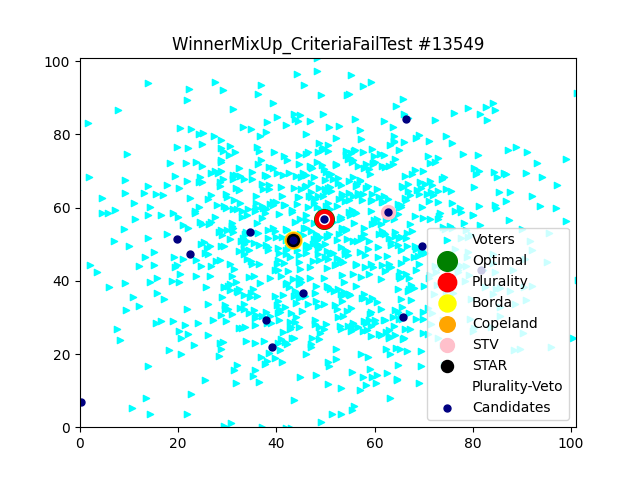 WinnerMixUp_CriteriaFailTest #13549
100
80
60
40
20
0
0
20
40
60
80
100
Voters
Optimal
Plurality
Borda
Copeland
STV
STAR
Plurality-Veto
Candidates